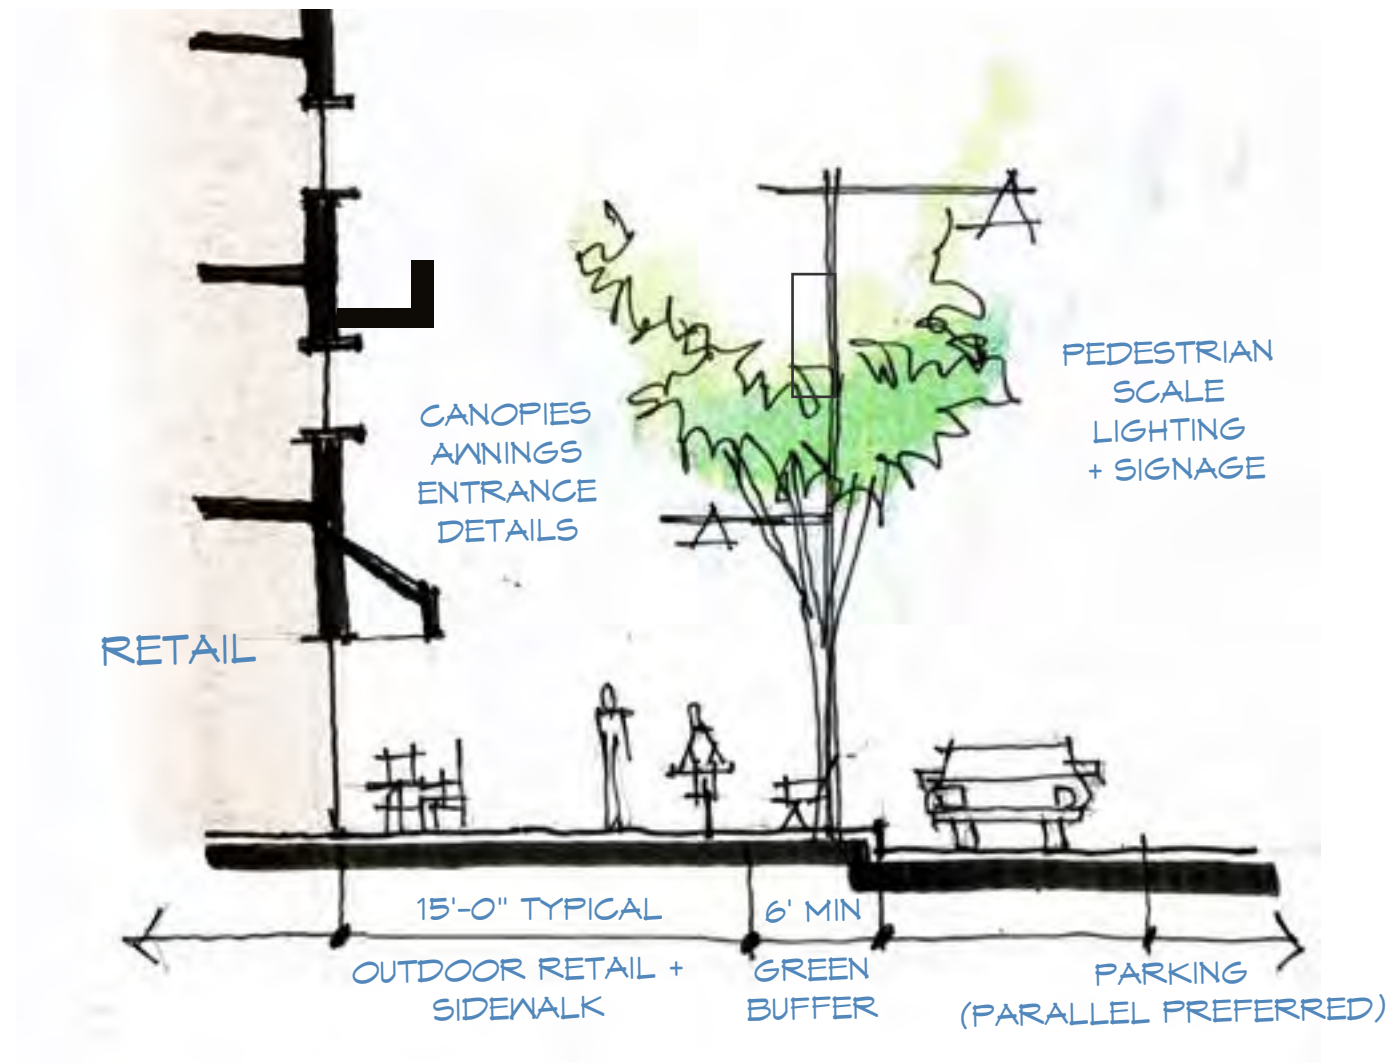 PEDESTRIAN
SCALE
LIGHTING
+ SIGNAGE
CANOPIES
AWNINGS
ENTRANCE
DETAILS
RETAIL
15'-0" TYPICAL
6' MIN
OUTDOOR RETAIL +
SIDEWALK
GREEN
BUFFER
PARKING
(PARALLEL PREFERRED)